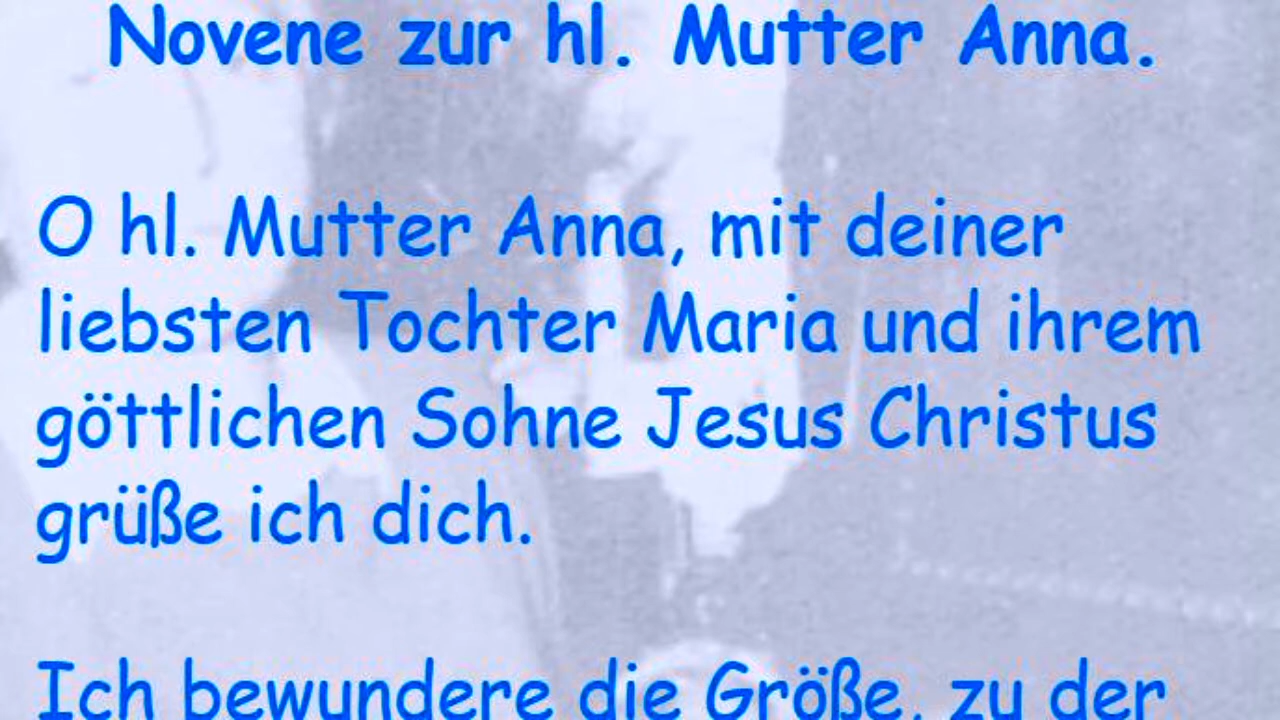 Novene zur hl. Mutter Anna.
O hl. Mutter Anna, mit deiner
liebsten Tochter Maria und ihrem
göttlichen Sohne Jesus Christus
grüße ich dich.
Ich bewundere die Größe, zu der